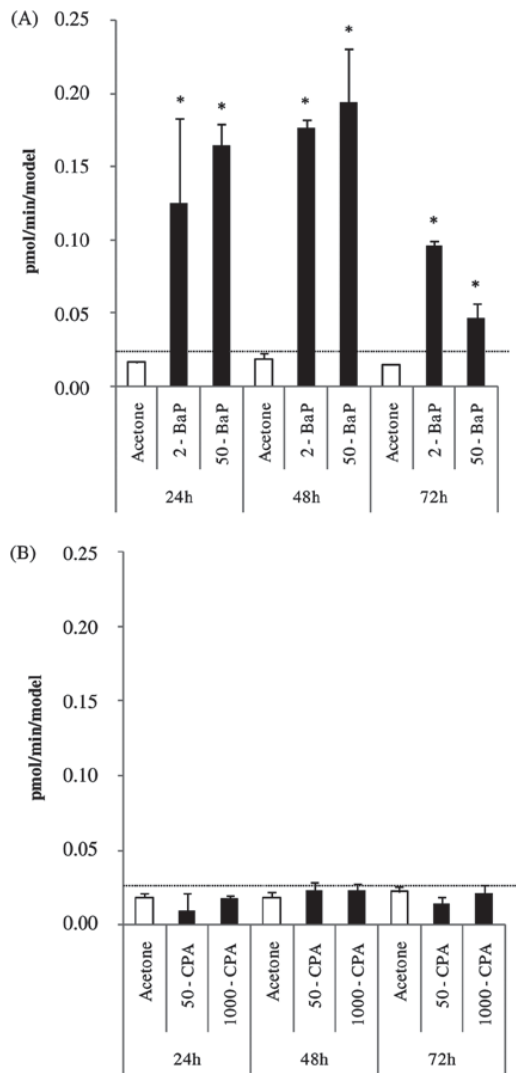 (A)
pmol/min/model
0.25
0.20
0.15
0.10
0.05
0.00
* * * * * *
Acetone 2 - BaP 50 - BaP Acetone 2 - BaP 50 - BaP Acetone 2 - BaP 50 - BaP
24h 48h 72h
(B)
pmol/min/model
0.25
0.20
0.15
0.10
0.05
0.00
Acetone 50 - CPA 1000 - CPA Acetone 50 - CPA 1000 - CPA Acetone 50 - CPA 1000 - CPA
24h 48h 72h